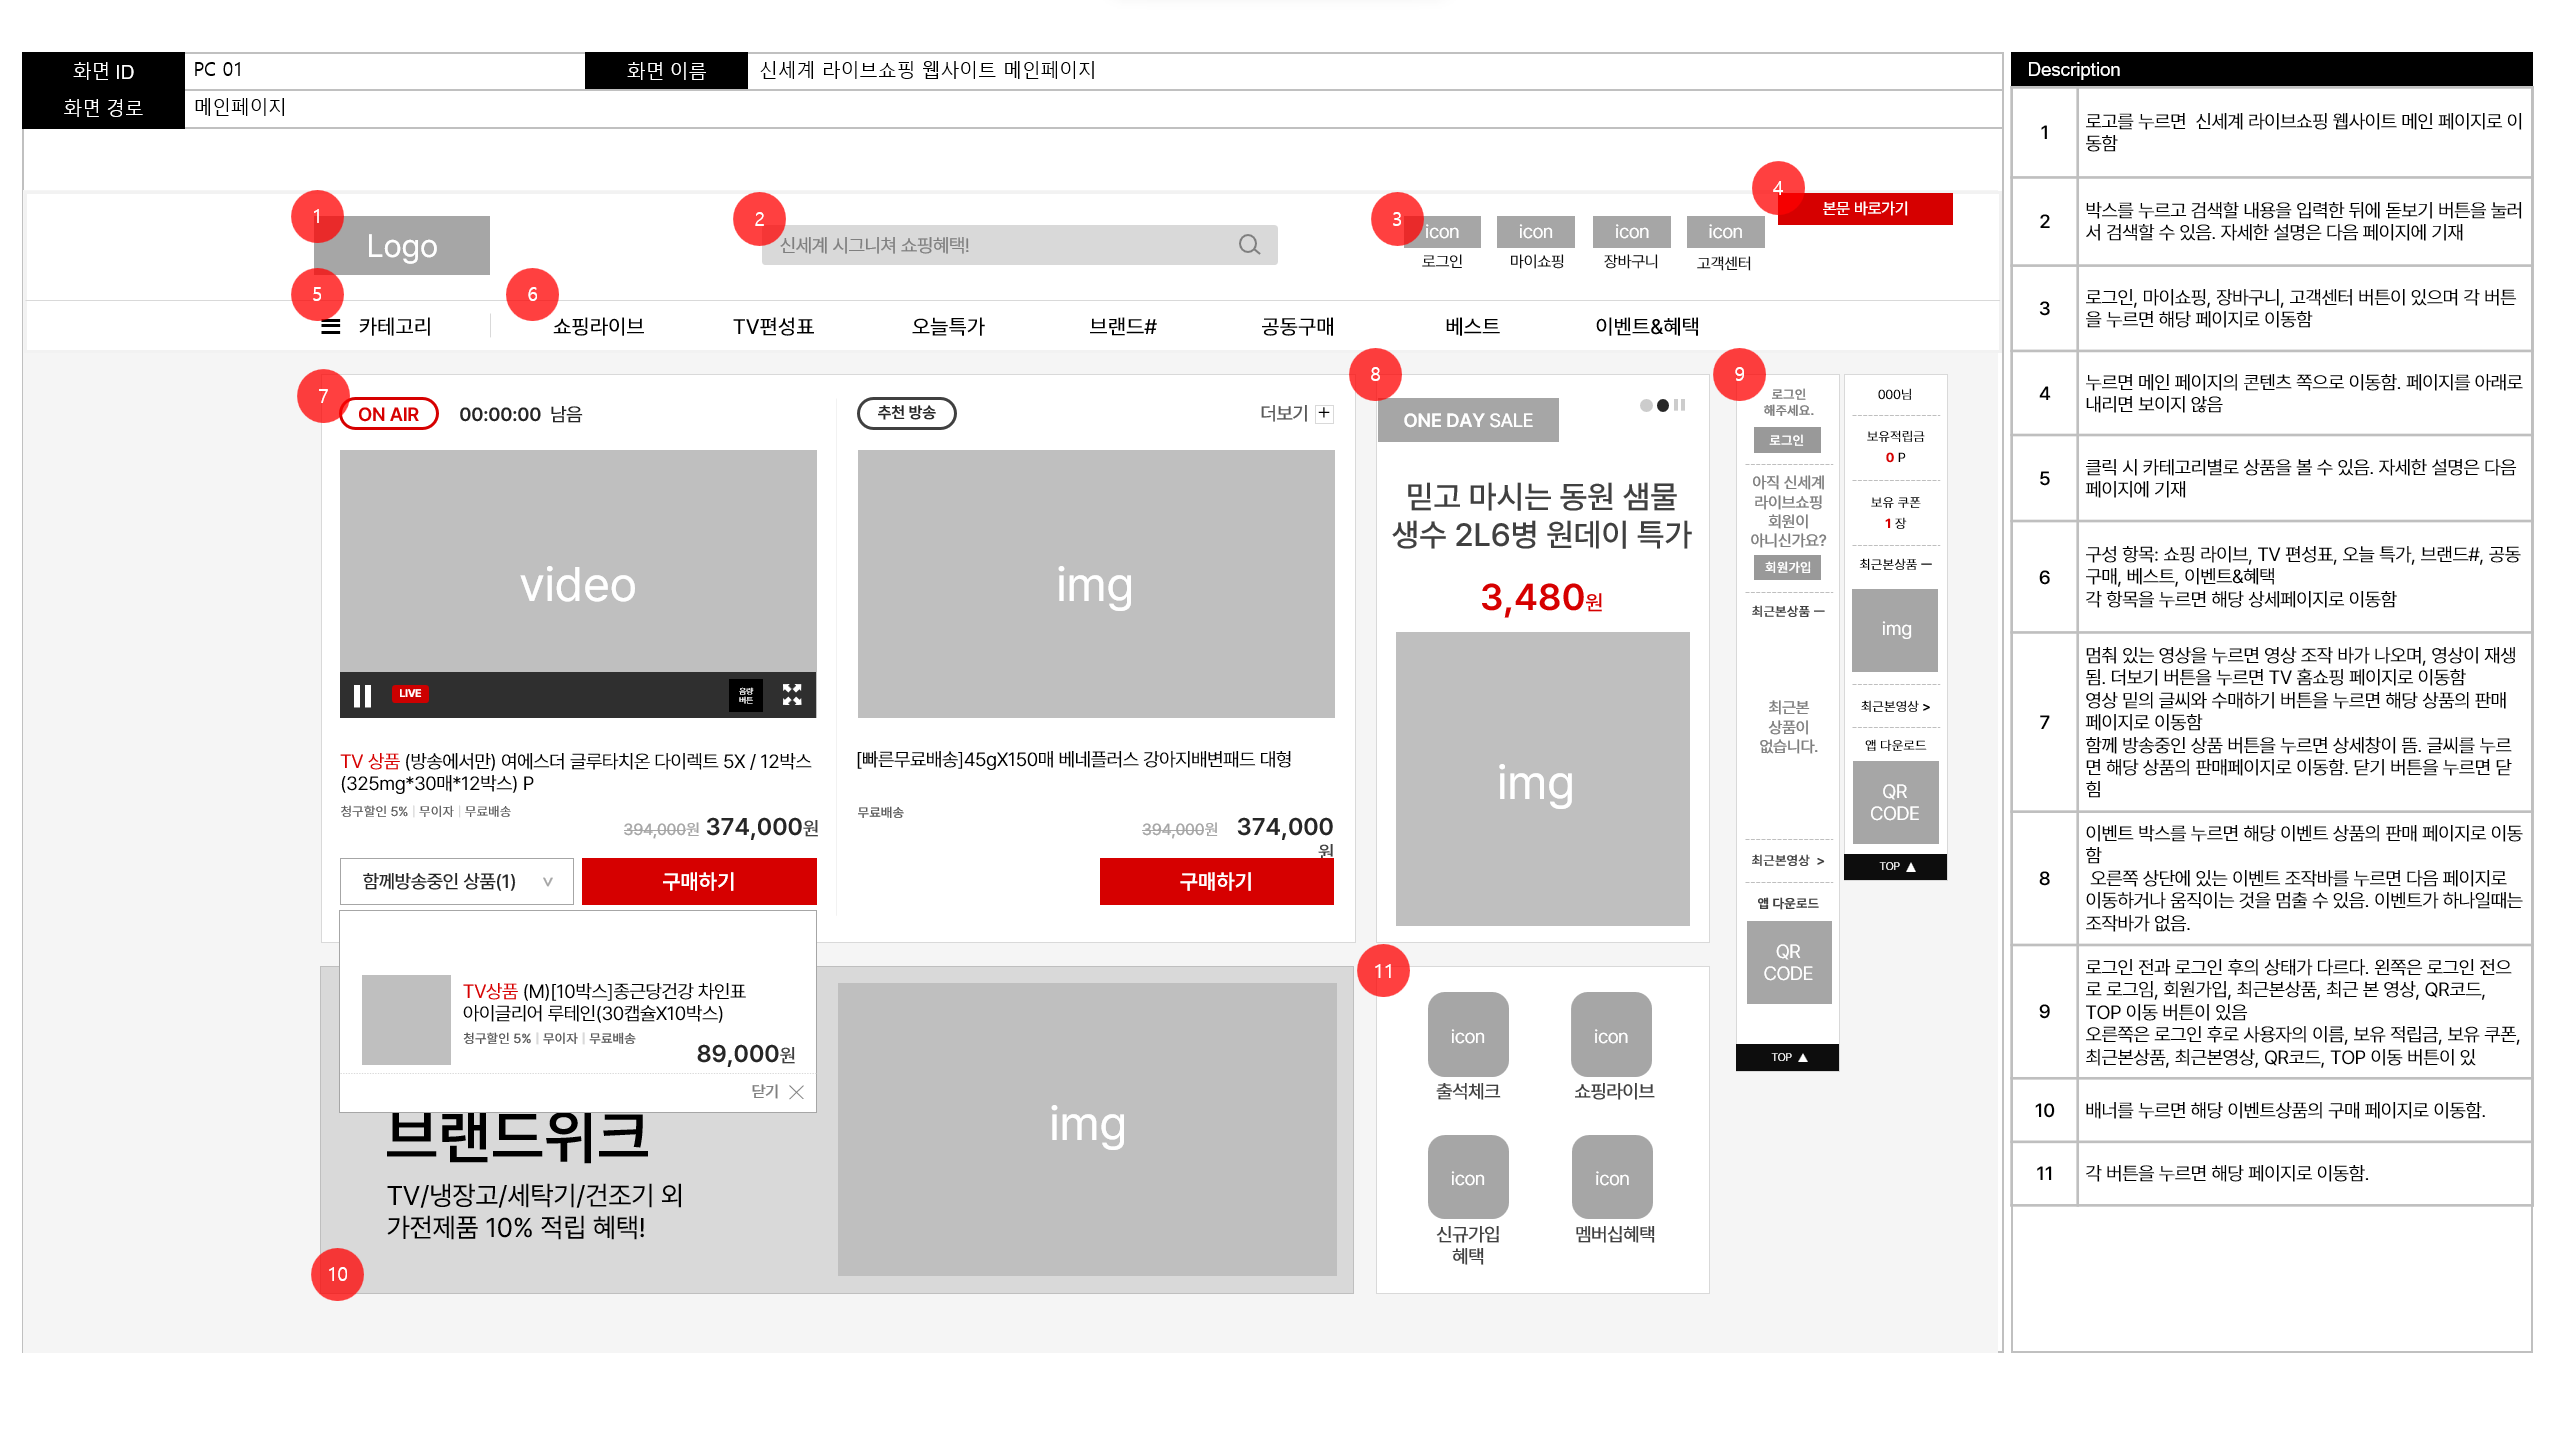 화면 ID
PC 01
화면 이름
신세계 라이브쇼핑 웹사이트 메인페이지
화면 경로
메인페이지
1
Logo
2
신세계 시그니쳐 쇼핑혜택!
3
icon
로그인
icon
마이쇼핑
icon
장바구니
icon
고객센터
4
본문 바로가기
5
카테고리
6
쇼핑라이브
TV편성표
오늘특가
브랜드#
공동구매
베스트
이벤트&혜택
7
ON AIR
00:00:00 남음
video
LIVE
음량
버튼
TV 상품 (방송에서만) 여에스더 글루타치온 다이렉트 5X / 12박스
(325mg*30매*12박스) P
청구할인 5% | 무이자 | 무료배송
394,000원 374,000원
함께방송중인 상품(1) ∨
구매하기
추천 방송
더보기 +
img
[빠른무료배송]45gX150매 베네플러스 강아지배변패드 대형
무료배송
394,000원 374,000
원
구매하기
TV상품 (M)[10박스]종근당건강 차인표
아이글리어 루테인(30캡슐X10박스)
청구할인 5% | 무이자 | 무료배송
89,000원
닫기
8
ONE DAY SALE
믿고 마시는 동원 샘물
생수 2L6병 원데이 특가
3,480원
img
9
로그인
해주세요.
로그인
아직 신세계
라이브쇼핑
회원이
아니신가요?
회원가입
최근본상품 ㅡ
최근본
상품이
없습니다.
최근본영상 >
앱 다운로드
QR
CODE
TOP ▲
000님
보유적립금
0 P
보유 쿠폰
1 장
최근본상품 ㅡ
img
최근본영상 >
앱 다운로드
QR
CODE
TOP ▲
브랜드위크
TV/냉장고/세탁기/건조기 외
가전제품 10% 적립 혜택!
img
10
11
icon
출석체크
icon
쇼핑라이브
icon
신규가입
혜택
icon
멤버십혜택
Description
1
로고를 누르면  신세계 라이브쇼핑 웹사이트 메인 페이지로 이
동함
2
박스를 누르고 검색할 내용을 입력한 뒤에 돋보기 버튼을 눌러
서 검색할 수 있음. 자세한 설명은 다음 페이지에 기재
3
로그인, 마이쇼핑, 장바구니, 고객센터 버튼이 있으며 각 버튼
을 누르면 해당 페이지로 이동함
4
누르면 메인 페이지의 콘텐츠 쪽으로 이동함. 페이지를 아래로
내리면 보이지 않음
5
클릭 시 카테고리별로 상품을 볼 수 있음. 자세한 설명은 다음
페이지에 기재
6
구성 항목: 쇼핑 라이브, TV 편성표, 오늘 특가, 브랜드#, 공동
구매, 베스트, 이벤트&혜택
각 항목을 누르면 해당 상세페이지로 이동함
7
멈춰 있는 영상을 누르면 영상 조작 바가 나오며, 영상이 재생
됨. 더보기 버튼을 누르면 TV 홈쇼핑 페이지로 이동함
영상 밑의 글씨와 수매하기 버튼을 누르면 해당 상품의 판매
페이지로 이동함
함께 방송중인 상품 버튼을 누르면 상세창이 뜸. 글씨를 누르
면 해당 상품의 판매페이지로 이동함. 닫기 버튼을 누르면 닫
힘
8
이벤트 박스를 누르면 해당 이벤트 상품의 판매 페이지로 이동
함
오른쪽 상단에 있는 이벤트 조작바를 누르면 다음 페이지로
이동하거나 움직이는 것을 멈출 수 있음. 이벤트가 하나일때는
조작바가 없음.
9
로그인 전과 로그인 후의 상태가 다르다. 왼쪽은 로그인 전으
로 로그임, 회원가입, 최근본상품, 최근 본 영상, QR코드,
TOP 이동 버튼이 있음
오른쪽은 로그인 후로 사용자의 이름, 보유 적립금, 보유 쿠폰,
최근본상품, 최근본영상, QR코드, TOP 이동 버튼이 있
10
배너를 누르면 해당 이벤트상품의 구매 페이지로 이동함.
11
각 버튼을 누르면 해당 페이지로 이동함.